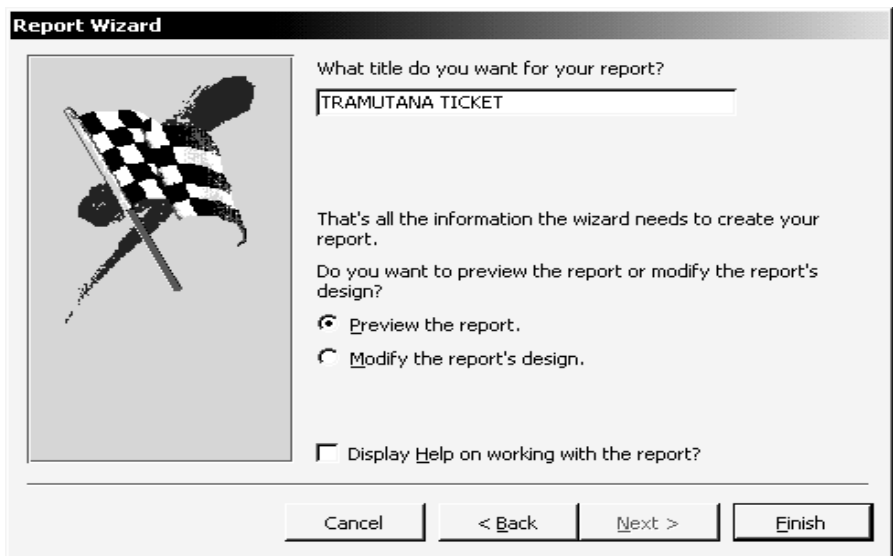 Report Wizard
What title do you want for your report?
TRAMUTANA TICKET
That's all the information the wizard needs to create your
report.
Do you want to preview the report or modify the report's
design?
Preview the report.
Modify the report's design.
Display Help on working with the report?
Cancel
< Back
Next >
Finish